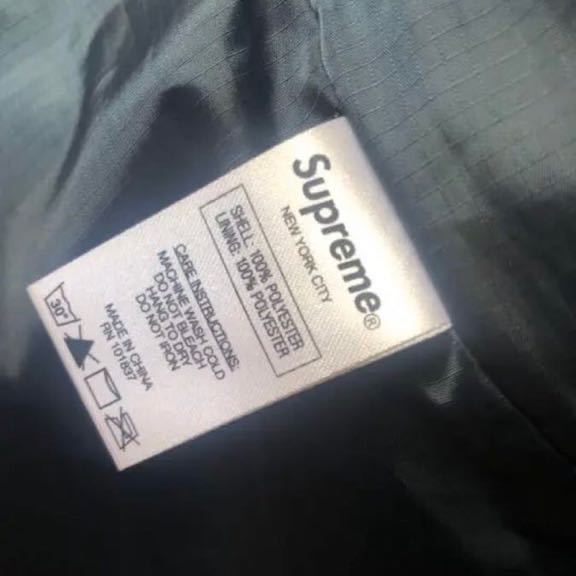 Supreme®
NEW YORK CITY
SHELL: 100% POLYESTER
LINING: 100% POLYESTER
CARE INSTRUCTIONS:
MACHINE WASH COLD
DO NOT BLEACH
HANG TO DRY
DO NOT IRON
MADE IN CHINA
RN 101837
30°